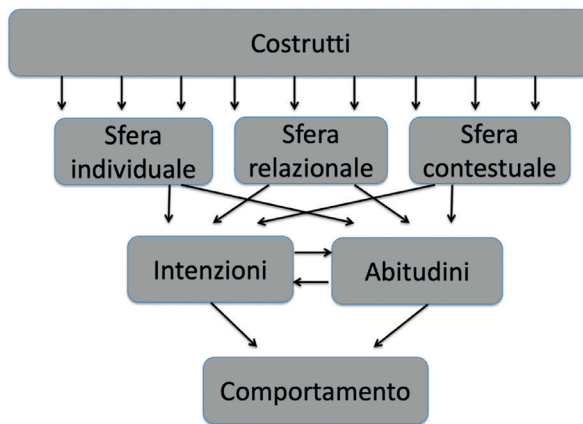 Costrutti
Sfera
individuale
Sfera
relazionale
Sfera
contestuale
Intenzioni
Abitudini
Comportamento